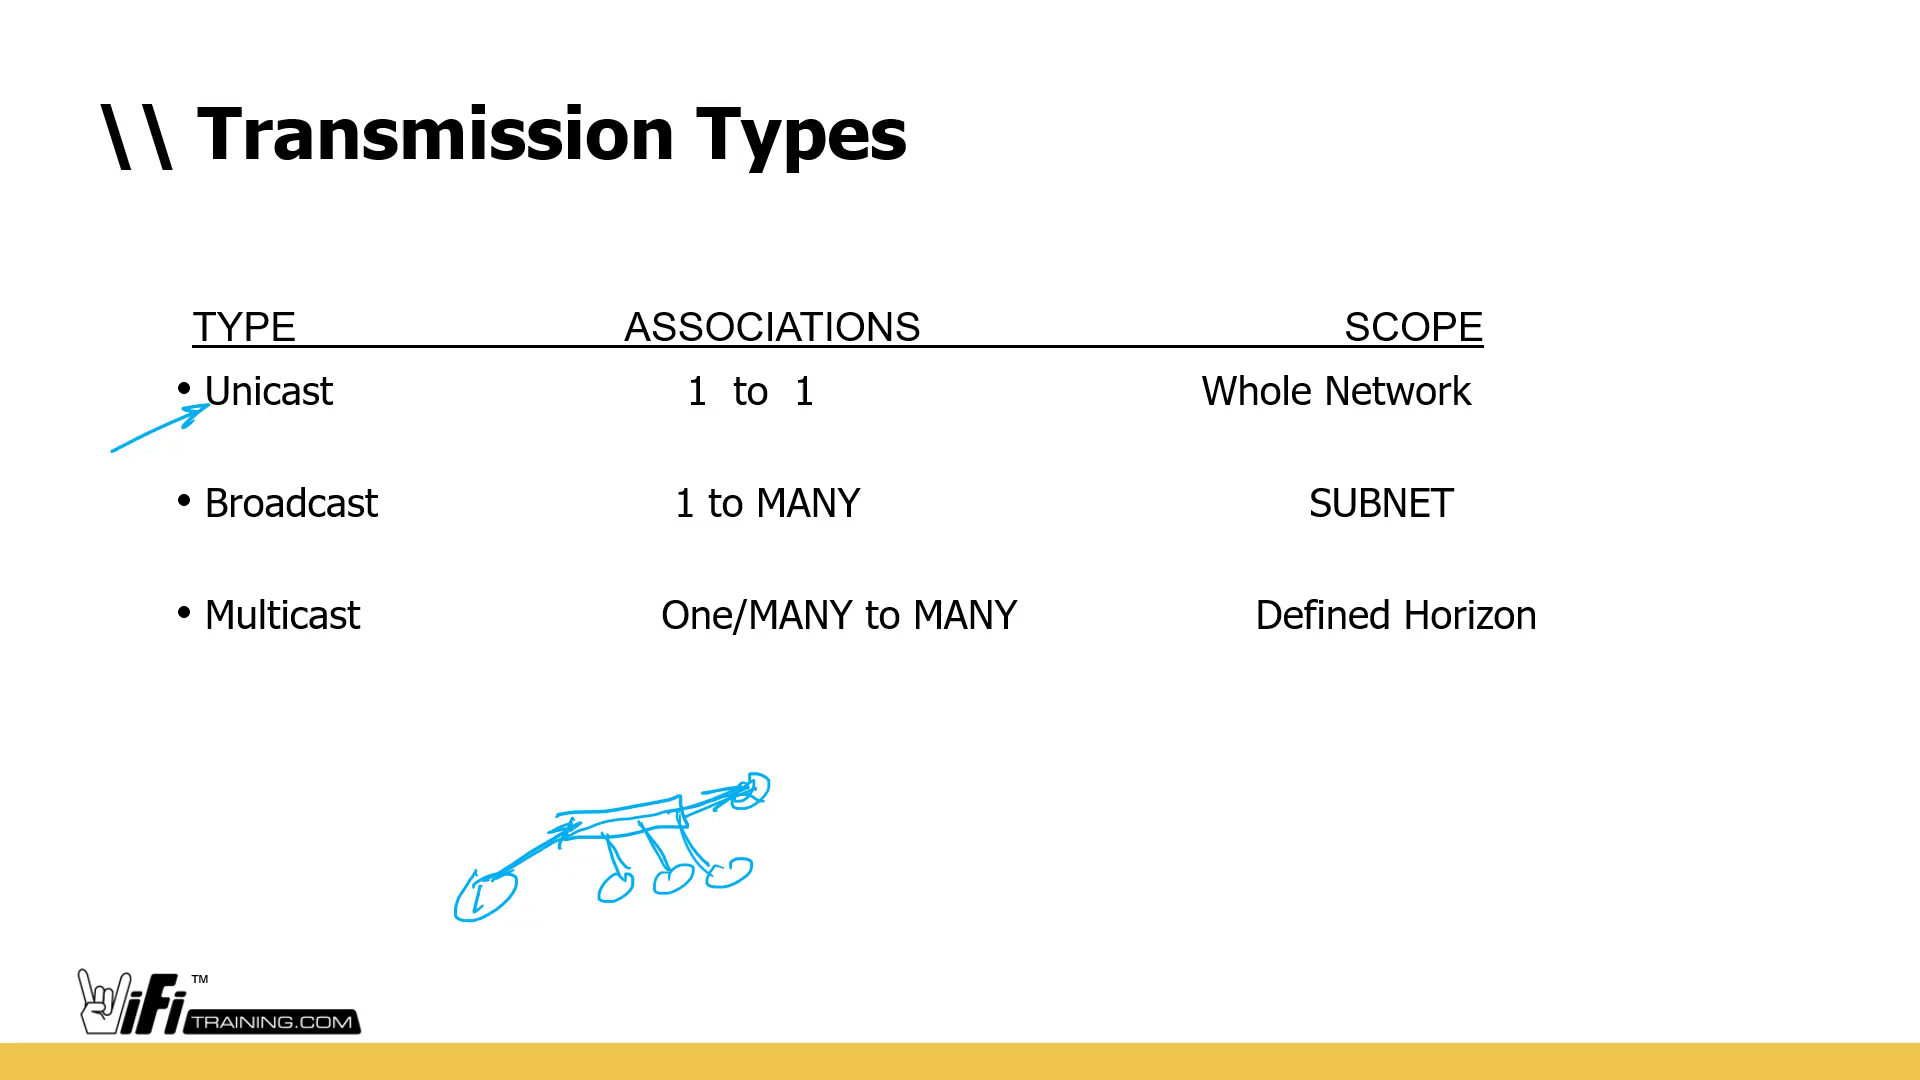 \\ Transmission Types
TYPE ASSOCIATIONS SCOPE
• Unicast 1 to 1 Whole Network
• Broadcast 1 to MANY SUBNET
• Multicast One/MANY to MANY Defined Horizon
WiFi ™
TRAINING.COM